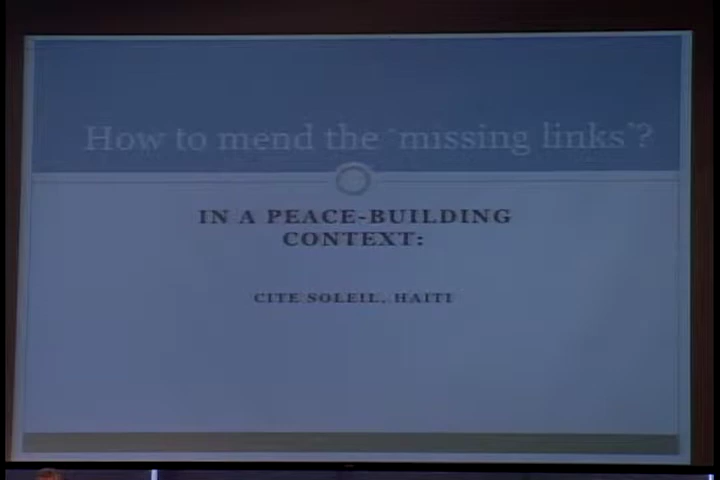 How to mend the 'missing links'?
IN A PEACE-BUILDING
CONTEXT:
CITE SOLEIL, HAITI